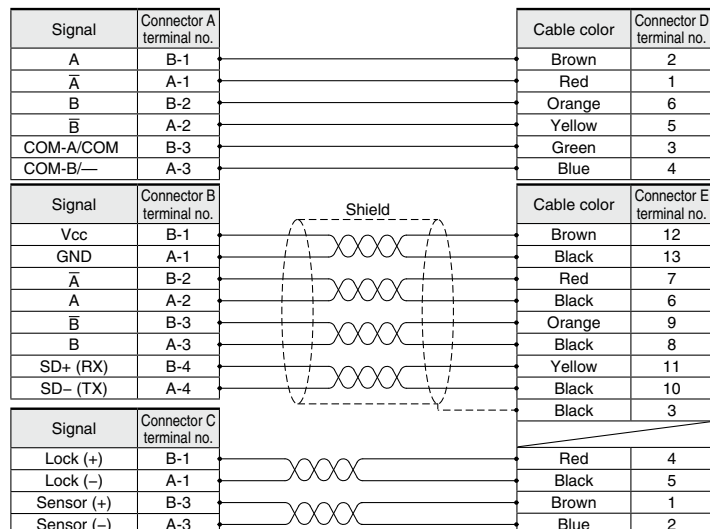 Signal Connector A terminal no. Cable color Connector D terminal no.
A B-1 Brown 2
A̅ A-1 Red 1
B B-2 Orange 6
B̅ A-2 Yellow 5
COM-A/COM B-3 Green 3
COM-B/— A-3 Blue 4
Signal Connector B terminal no. Shield Cable color Connector E terminal no.
Vcc B-1 Brown 12
GND A-1 Black 13
A̅ B-2 Red 7
A A-2 Black 6
B̅ B-3 Orange 9
B A-3 Black 8
SD+ (RX) B-4 Yellow 11
SD− (TX) A-4 Black 10
Black 3
Signal Connector C terminal no.
Lock (+) B-1 Red 4
Lock (−) A-1 Black 5
Sensor (+) B-3 Brown 1
Sensor (−) A-3 Blue 2